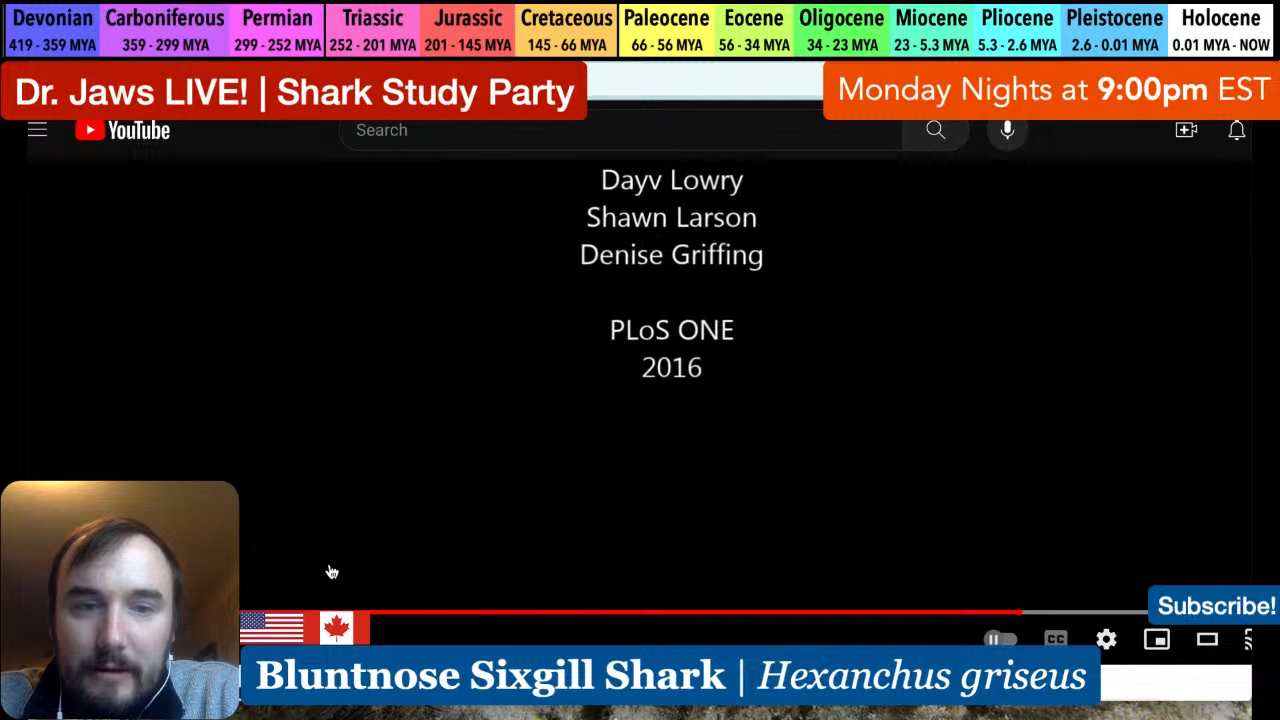 Devonian Carboniferous Permian Triassic Jurassic Cretaceous Paleocene Eocene Oligocene Miocene Pliocene Pleistocene Holocene
419 - 359 MYA 359 - 299 MYA 299 - 252 MYA 252 - 201 MYA 201 - 145 MYA 145 - 66 MYA 66 - 56 MYA 56 - 34 MYA 34 - 23 MYA 23 - 5.3 MYA 5.3 - 2.6 MYA 2.6 - 0.01 MYA 0.01 MYA - NOW
Dr. Jaws LIVE! | Shark Study Party
Monday Nights at 9:00pm EST
YouTube
Search
Dayv Lowry
Shawn Larson
Denise Griffing
PLoS ONE
2016
Subscribe!
CC
Bluntnose Sixgill Shark | Hexanchus griseus